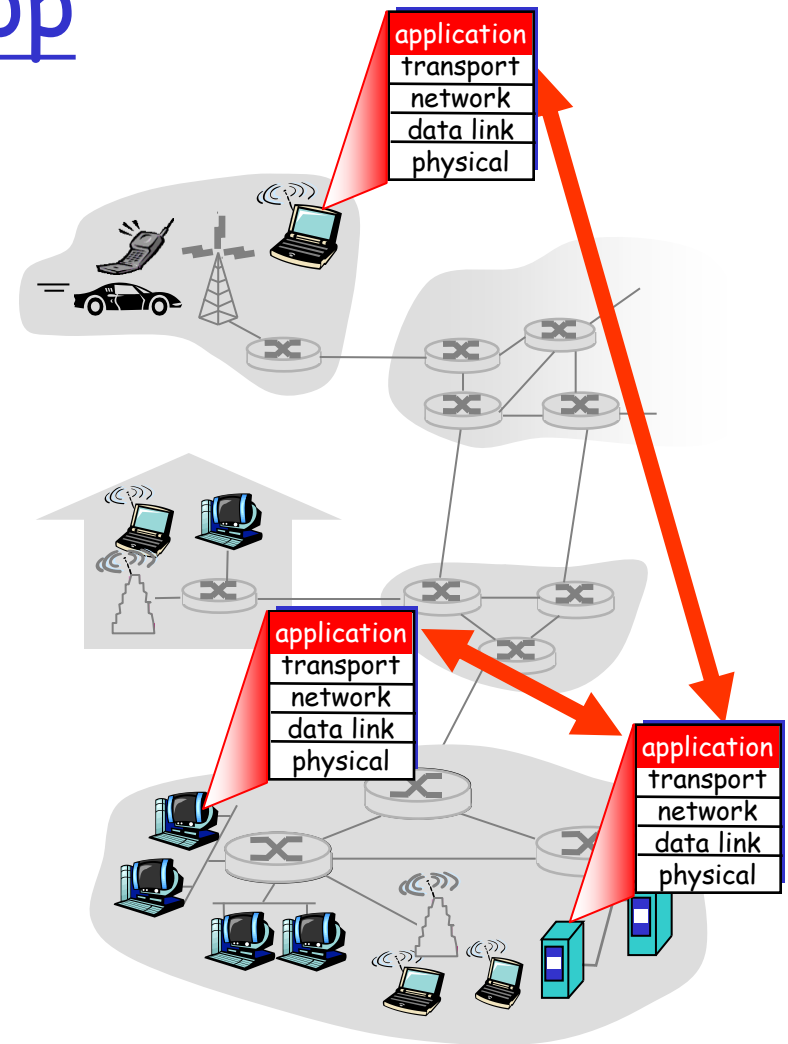 application
transport
network
data link
physical
application
transport
network
data link
physical
application
transport
network
data link
physical